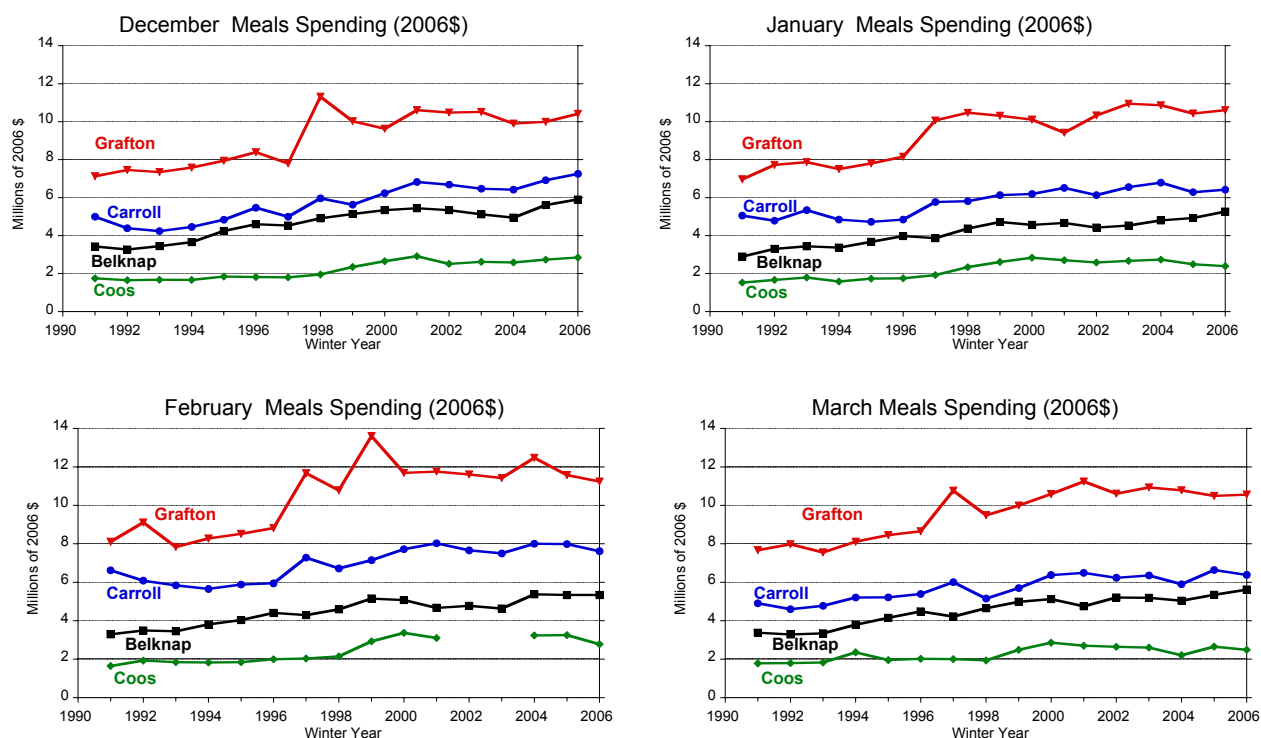 December  Meals Spending (2006$)
14
12
10
8
6
4
2
0
Millions of 2006 $
Grafton
Carroll
Belknap
Coos
1990 1992 1994 1996 1998 2000 2002 2004 2006
Winter Year
January  Meals Spending (2006$)
14
12
10
8
6
4
2
0
Millions of 2006 $
Grafton
Carroll
Belknap
Coos
1990 1992 1994 1996 1998 2000 2002 2004 2006
Winter Year
February  Meals Spending (2006$)
14
12
10
8
6
4
2
0
Millions of 2006 $
Grafton
Carroll
Belknap
Coos
1990 1992 1994 1996 1998 2000 2002 2004 2006
Winter Year
March Meals Spending (2006$)
14
12
10
8
6
4
2
0
Millions of 2006 $
Grafton
Carroll
Belknap
Coos
1990 1992 1994 1996 1998 2000 2002 2004 2006
Winter Year